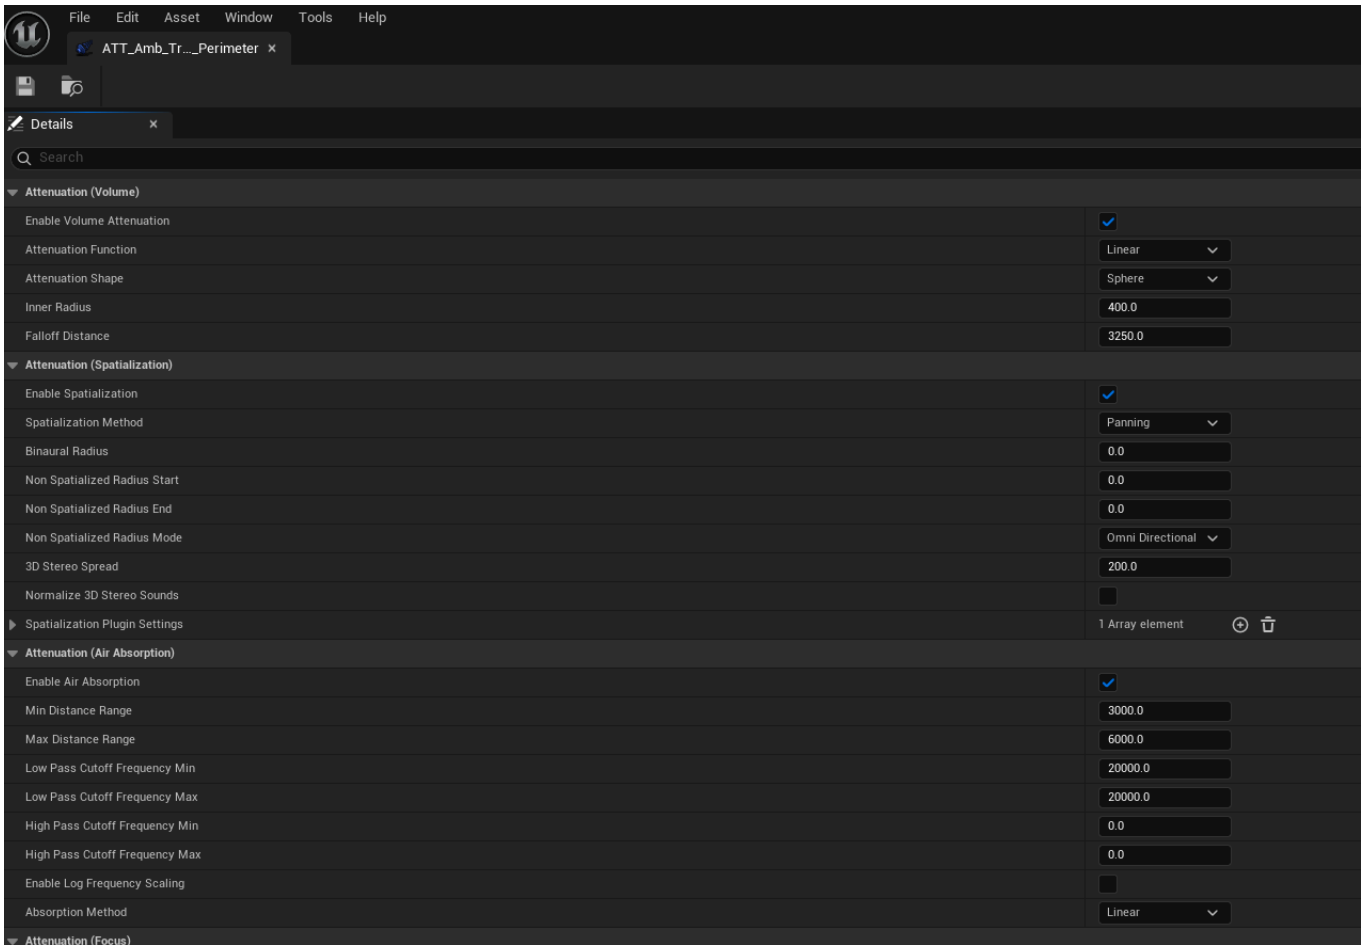 File Edit Asset Window Tools Help
ATT_Amb_Tr..._Perimeter
Details
Search
Attenuation (Volume)
Enable Volume Attenuation
Attenuation Function Linear
Attenuation Shape Sphere
Inner Radius 400.0
Falloff Distance 3250.0
Attenuation (Spatialization)
Enable Spatialization
Spatialization Method Panning
Binaural Radius 0.0
Non Spatialized Radius Start 0.0
Non Spatialized Radius End 0.0
Non Spatialized Radius Mode Omni Directional
3D Stereo Spread 200.0
Normalize 3D Stereo Sounds
Spatialization Plugin Settings 1 Array element
Attenuation (Air Absorption)
Enable Air Absorption
Min Distance Range 3000.0
Max Distance Range 6000.0
Low Pass Cutoff Frequency Min 20000.0
Low Pass Cutoff Frequency Max 20000.0
High Pass Cutoff Frequency Min 0.0
High Pass Cutoff Frequency Max 0.0
Enable Log Frequency Scaling
Absorption Method Linear
Attenuation (Focus)